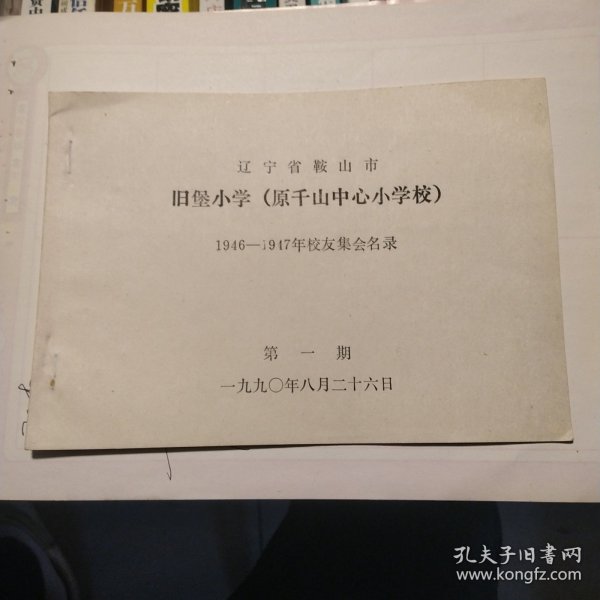 辽宁省鞍山市
旧堡小学（原千山中心小学校）
1946—1947年校友集会名录
第一期
一九九〇年八月二十六日
孔夫子旧书网
www.kongfz.com